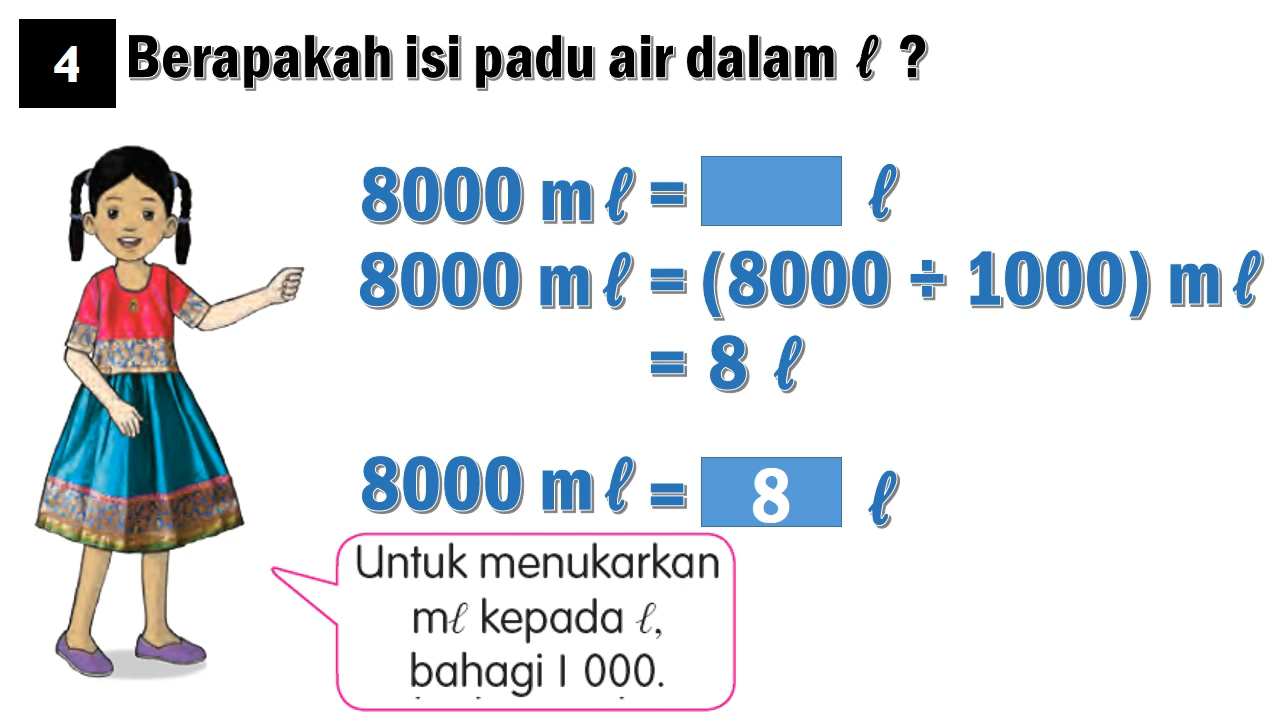 4 Berapakah isi padu air dalam ℓ ?
8000 mℓ = ℓ
8000 mℓ = (8000 ÷ 1000) mℓ
= 8 ℓ
8000 mℓ = 8 ℓ
Untuk menukarkan
mℓ kepada ℓ,
bahagi 1 000.